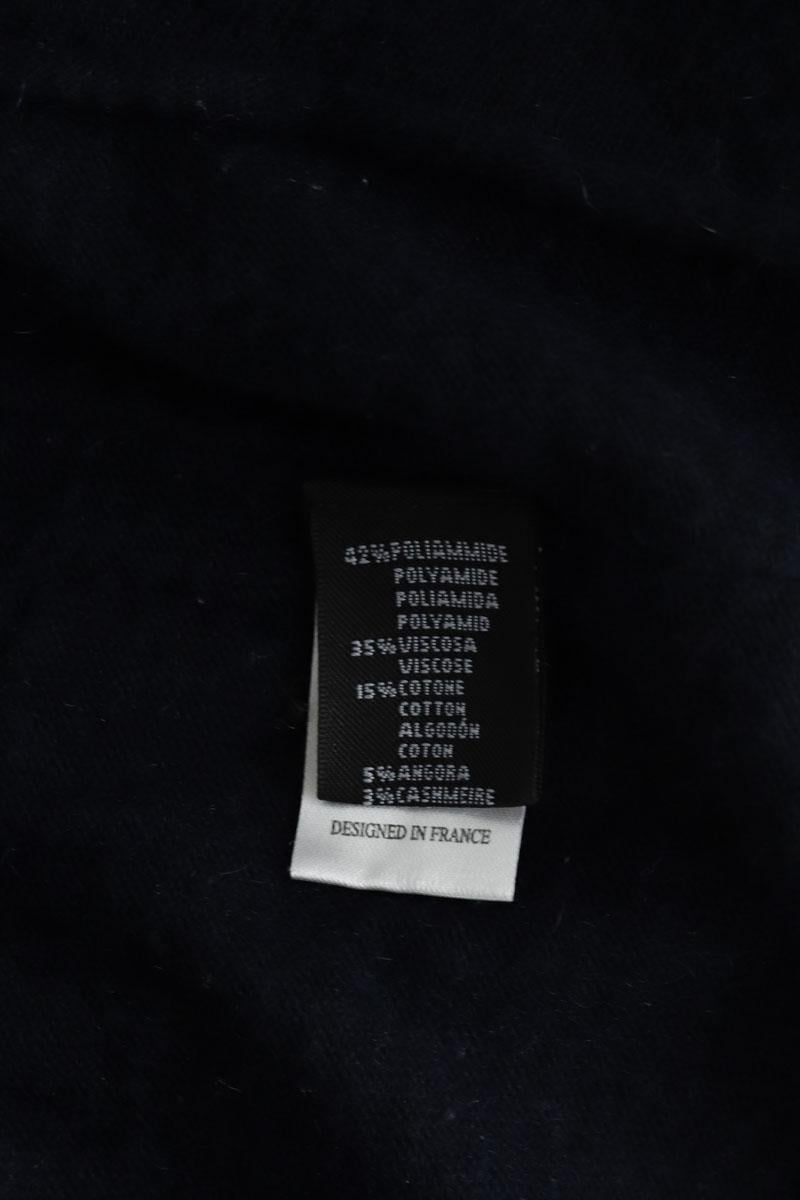 42% POLIAMMIDE
POLYAMIDE
POLIAMIDA
POLYAMID
35% VISCOSA
VISCOSE
15% COTONE
COTTON
ALGODÓN
COTON
5% ANGORA
3% CASHMEIRE
DESIGNED IN FRANCE